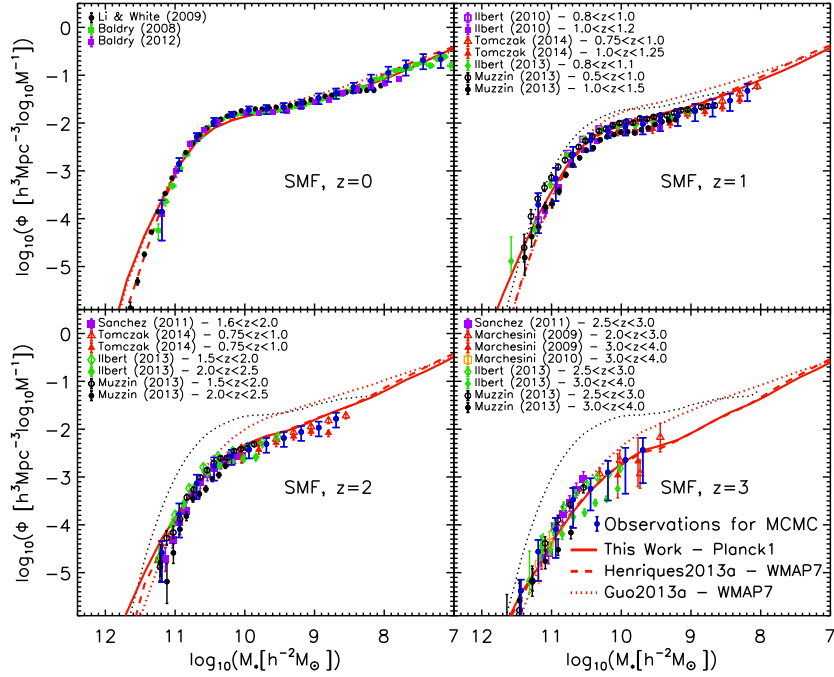 Li & White (2009)
Baldry (2008)
Baldry (2012)
0
-1
-2
-3
-4
-5
log10(Φ [h³Mpc⁻³log10M⁻¹])
SMF, z=0
Ilbert (2010) - 0.8<z<1.0
Ilbert (2010) - 1.0<z<1.2
Tomczak (2014) - 0.75<z<1.0
Tomczak (2014) - 1.0<z<1.25
Ilbert (2013) - 0.8<z<1.1
Muzzin (2013) - 0.5<z<1.0
Muzzin (2013) - 1.0<z<1.5
SMF, z=1
Sanchez (2011) - 1.6<z<2.0
Tomczak (2014) - 0.75<z<1.0
Tomczak (2014) - 0.75<z<1.0
Ilbert (2013) - 1.5<z<2.0
Ilbert (2013) - 2.0<z<2.5
Muzzin (2013) - 1.5<z<2.0
Muzzin (2013) - 2.0<z<2.5
0
-1
-2
-3
-4
-5
log10(Φ [h³Mpc⁻³log10M⁻¹])
SMF, z=2
12 11 10 9 8 7
log10(M*[h⁻²M⊙])
Sanchez (2011) - 2.5<z<3.0
Marchesini (2009) - 2.0<z<3.0
Marchesini (2009) - 3.0<z<4.0
Marchesini (2010) - 3.0<z<4.0
Ilbert (2013) - 2.5<z<3.0
Ilbert (2013) - 3.0<z<4.0
Muzzin (2013) - 2.5<z<3.0
Muzzin (2013) - 3.0<z<4.0
SMF, z=3
Observations for MCMC
This Work - Planck1
Henriques2013a - WMAP7
Guo2013a - WMAP7
12 11 10 9 8 7
log10(M*[h⁻²M⊙])